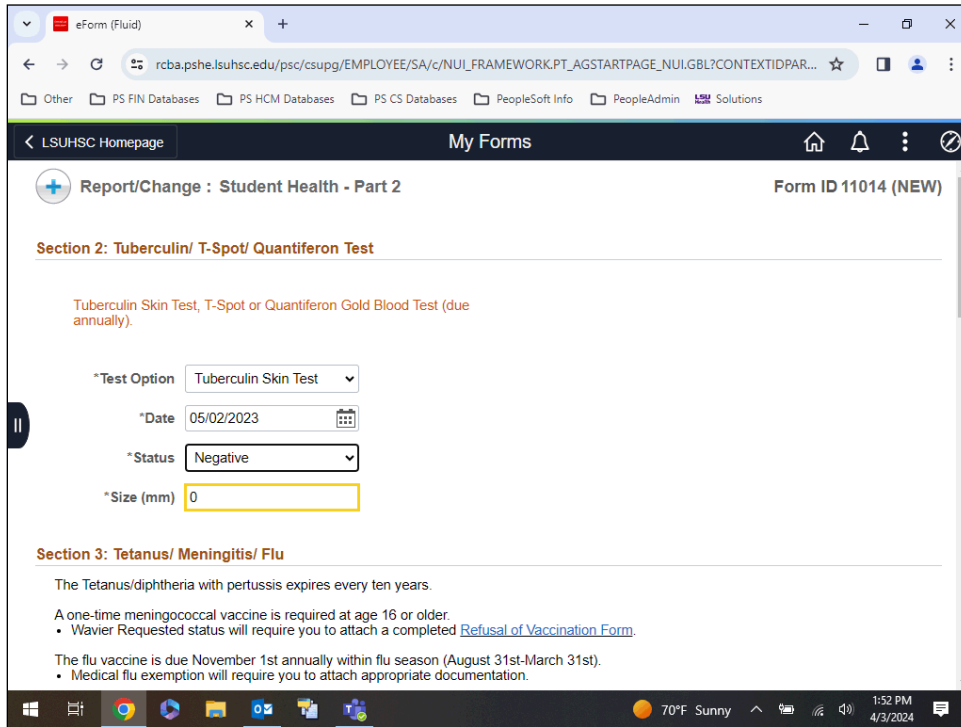 eForm (Fluid)
rcba.pshe.lsuhsc.edu/psc/csupg/EMPLOYEE/SA/c/NUI_FRAMEWORK.PT_AGSTARTPAGE_NUI.GBL?CONTEXTIDPAR...
Other PS FIN Databases PS HCM Databases PS CS Databases PeopleSoft Info PeopleAdmin LSU Health Solutions
LSUHSC Homepage My Forms
Report/Change : Student Health - Part 2 Form ID 11014 (NEW)
Section 2: Tuberculin/ T-Spot/ Quantiferon Test
Tuberculin Skin Test, T-Spot or Quantiferon Gold Blood Test (due
annually).
*Test Option Tuberculin Skin Test
*Date 05/02/2023
*Status Negative
*Size (mm) 0
Section 3: Tetanus/ Meningitis/ Flu
The Tetanus/diphtheria with pertussis expires every ten years.
A one-time meningococcal vaccine is required at age 16 or older.
• Wavier Requested status will require you to attach a completed Refusal of Vaccination Form.
The flu vaccine is due November 1st annually within flu season (August 31st-March 31st).
• Medical flu exemption will require you to attach appropriate documentation.
70°F Sunny 1:52 PM
4/3/2024